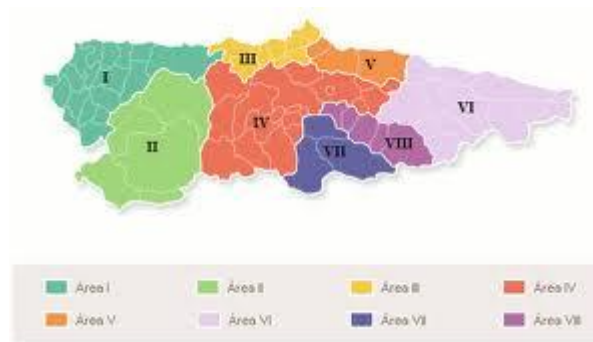 III
V
I
VI
IV
II
VII
VIII
Área I
Área II
Área III
Área IV
Área V
Área VI
Área VII
Área VIII